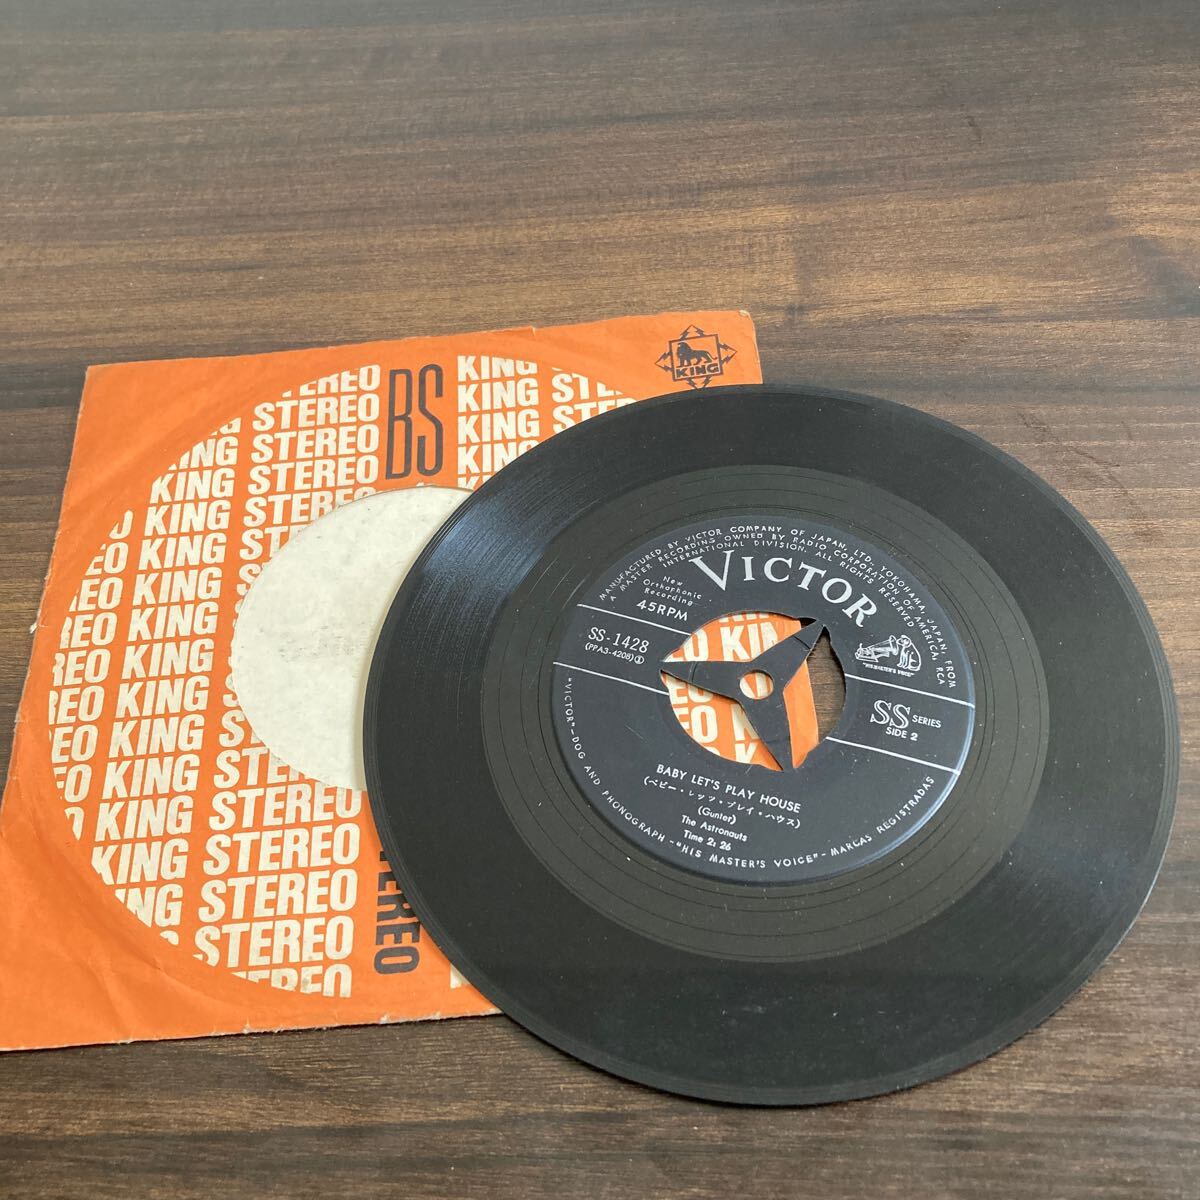 KING
BS
KING
KING STEREO
KING STEREO
KING STEREO
KING STEREO
STEREO
MANUFACTURED BY VICTOR COMPANY OF JAPAN, LTD., YOKOHAMA, JAPAN, FROM
A MASTER RECORDING OWNED BY RADIO CORPORATION OF AMERICA, RCA
INTERNATIONAL DIVISION. ALL RIGHTS RESERVED
VICTOR
New
Orthophonic
Recording
45RPM
SS-1428
(PPA3-4208)①
"HIS MASTER'S VOICE"
SS SERIES
SIDE 2
BABY LET'S PLAY HOUSE
(ベビー・レッツ・プレイ・ハウス)
(Gunter)
The Astronauts
Time 2:26
"VICTOR"-DOG AND PHONOGRAPH-"HIS MASTER'S VOICE"-MARCAS REGISTRADAS